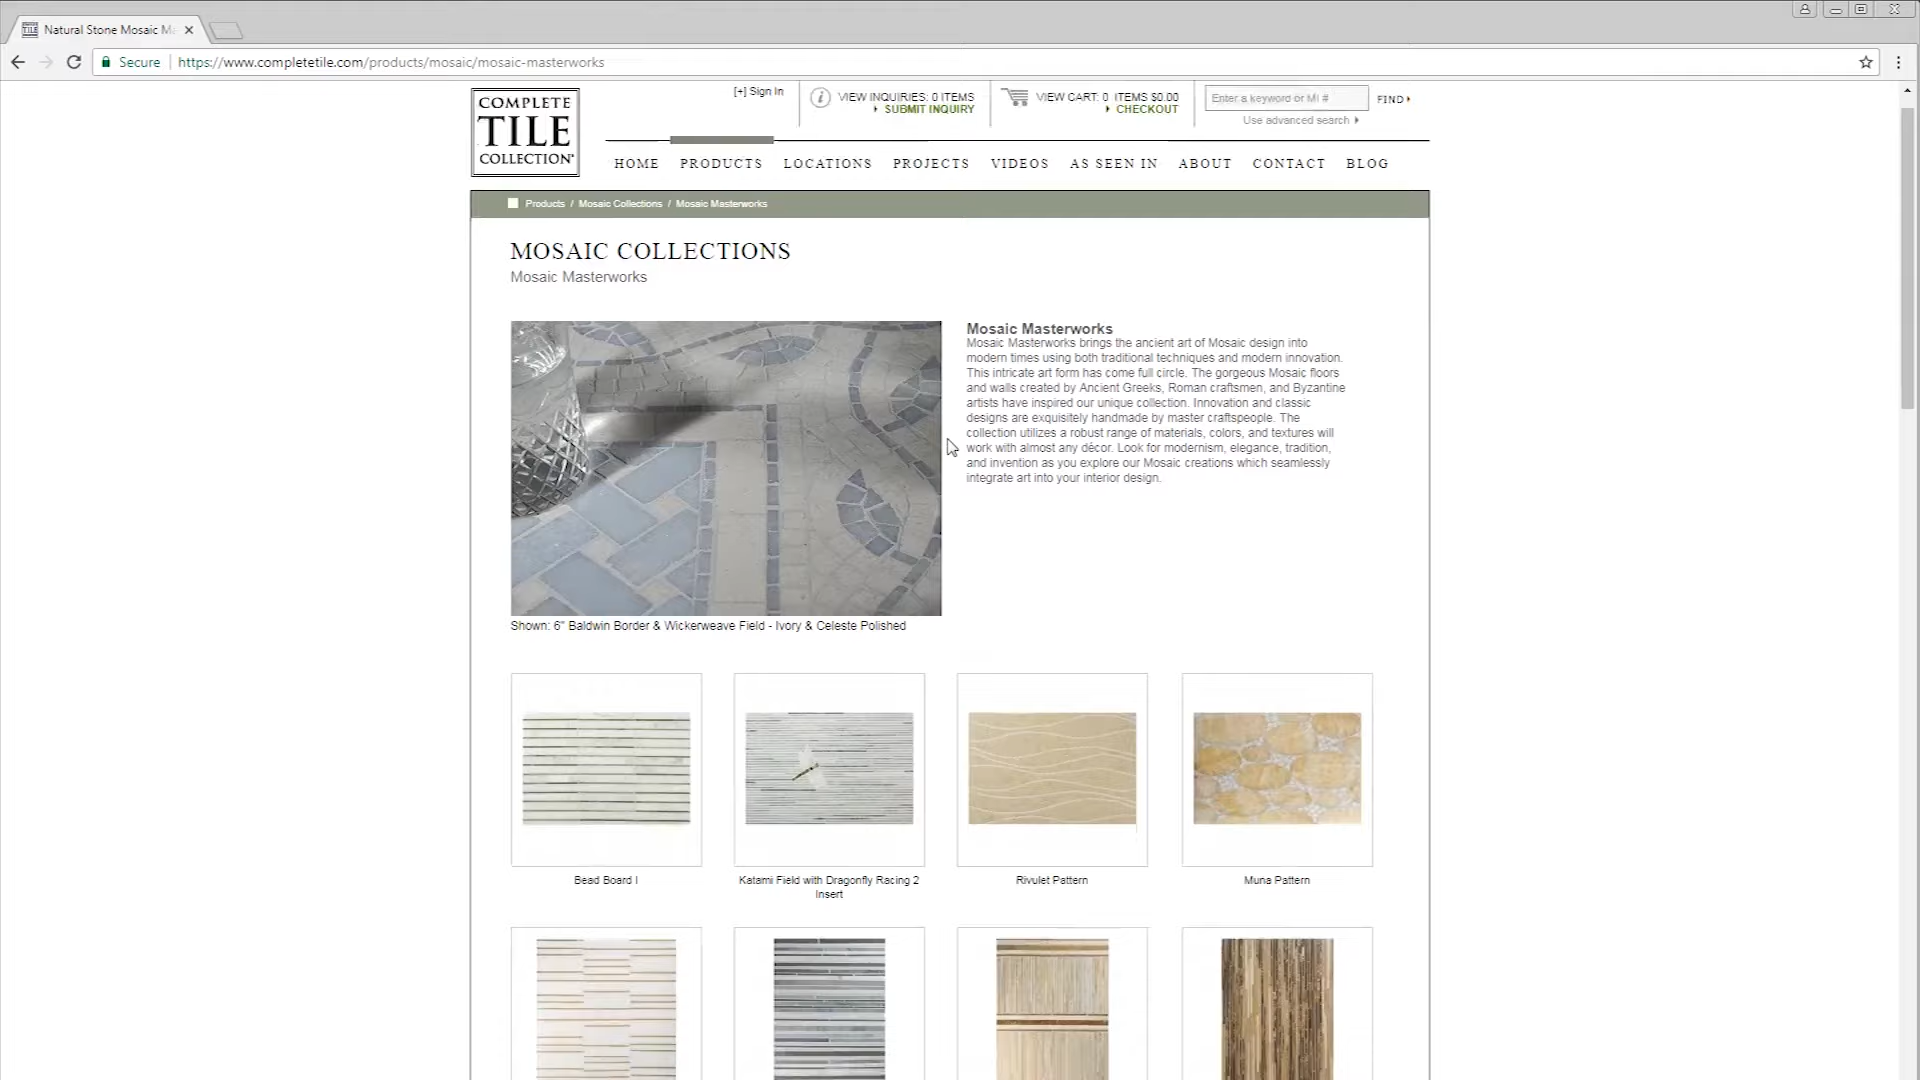 Natural Stone Mosaic Ma
Secure
https://www.completetile.com/products/mosaic/mosaic-masterworks
COMPLETE
TILE
COLLECTION
[+] Sign In
VIEW INQUIRIES: 0 ITEMS
SUBMIT INQUIRY
VIEW CART: 0 ITEMS $0.00
CHECKOUT
Enter a keyword or MI #
FIND
Use advanced search
HOME PRODUCTS LOCATIONS PROJECTS VIDEOS AS SEEN IN ABOUT CONTACT BLOG
Products / Mosaic Collections / Mosaic Masterworks
MOSAIC COLLECTIONS
Mosaic Masterworks
Mosaic Masterworks
Mosaic Masterworks brings the ancient art of Mosaic design into
modern times using both traditional techniques and modern innovation.
This intricate art form has come full circle. The gorgeous Mosaic floors
and walls created by Ancient Greeks, Roman craftsmen, and Byzantine
artists have inspired our unique collection. Innovation and classic
designs are exquisitely handmade by master craftspeople. The
collection utilizes a robust range of materials, colors, and textures will
work with almost any décor. Look for modernism, elegance, tradition,
and invention as you explore our Mosaic creations which seamlessly
integrate art into your interior design.
Shown: 6" Baldwin Border & Wickerweave Field - Ivory & Celeste Polished
Bead Board I
Katami Field with Dragonfly Racing 2
Insert
Rivulet Pattern
Muna Pattern